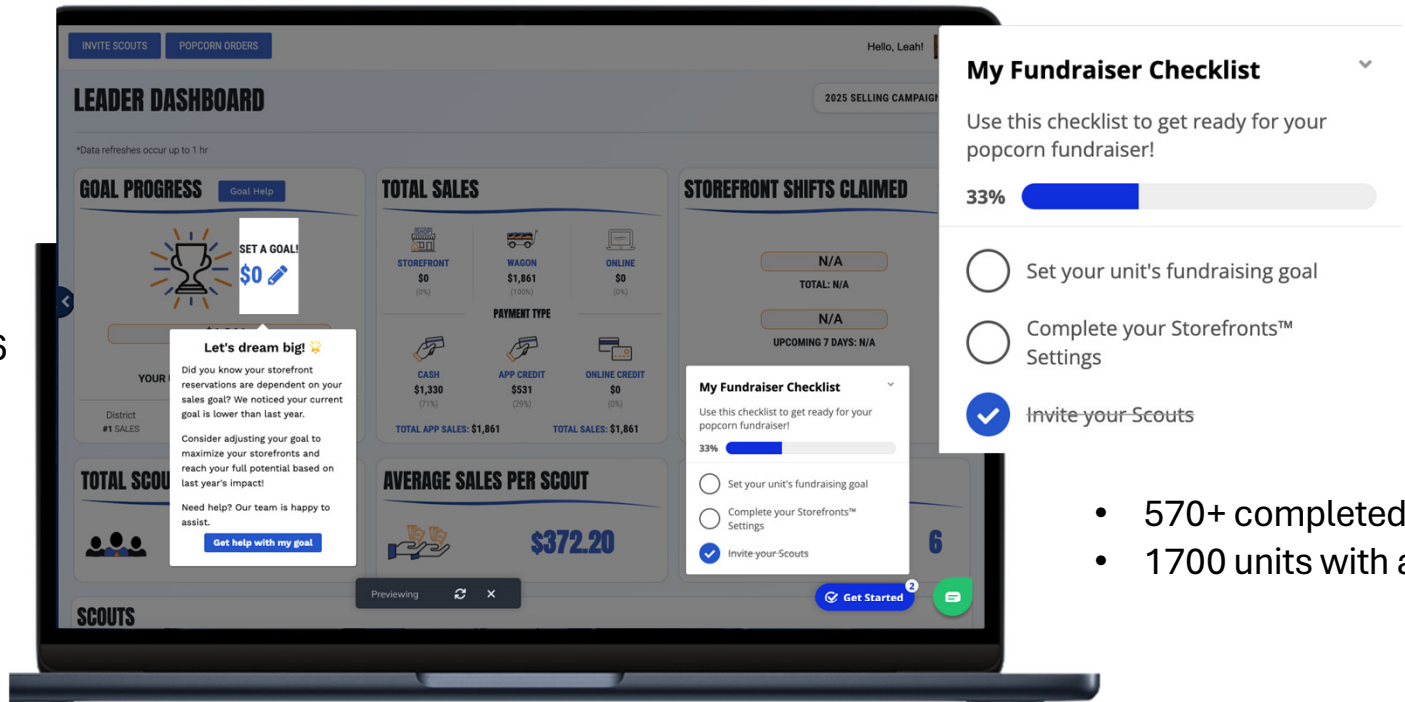 INVITE SCOUTS
POPCORN ORDERS
Hello, Leah!
LEADER DASHBOARD
2025 SELLING CAMPAIGN
*Data refreshes occur up to 1 hr
GOAL PROGRESS
Goal Help
SET A GOAL!
$0
YOUR
District
#1 SALES
Let's dream big! 💡
Did you know your storefront
reservations are dependent on your
sales goal? We noticed your current
goal is lower than last year.
Consider adjusting your goal to
maximize your storefronts and
reach your full potential based on
last year's impact!
Need help? Our team is happy to
assist.
Get help with my goal
TOTAL SALES
SHOP
STOREFRONT
$0
(0%)
WAGON
$1,861
(100%)
ONLINE
$0
(0%)
PAYMENT TYPE
CASH
$1,330
(71%)
APP CREDIT
$531
(29%)
ONLINE CREDIT
$0
(0%)
TOTAL APP SALES: $1,861
TOTAL SALES: $1,861
STOREFRONT SHIFTS CLAIMED
N/A
TOTAL: N/A
N/A
UPCOMING 7 DAYS: N/A
My Fundraiser Checklist
Use this checklist to get ready for your
popcorn fundraiser!
33%
Set your unit's fundraising goal
Complete your Storefronts™
Settings
Invite your Scouts
TOTAL SCOU
AVERAGE SALES PER SCOUT
$372.20
6
Previewing
Get Started
2
SCOUTS
My Fundraiser Checklist
Use this checklist to get ready for your
popcorn fundraiser!
33%
Set your unit's fundraising goal
Complete your Storefronts™
Settings
Invite your Scouts
6
• 570+ completed
• 1700 units with a